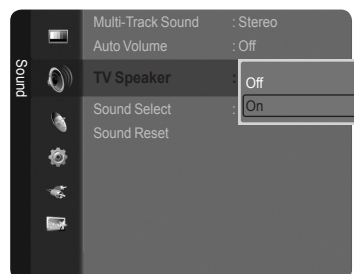 Sound
Multi-Track Sound : Stereo
Auto Volume : Off
TV Speaker :
Off
On
Sound Select :
Sound Reset